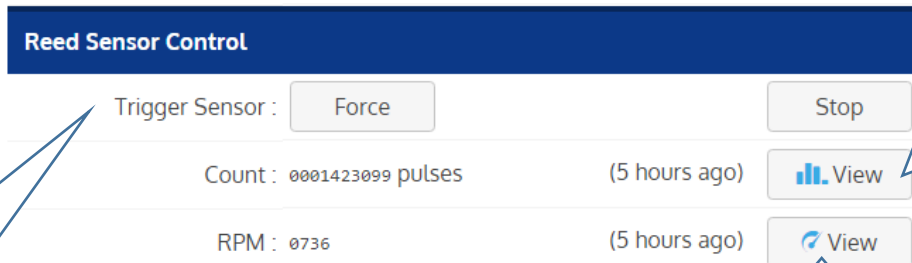 Reed Sensor Control
Trigger Sensor : Force Stop
Count : 0001423099 pulses (5 hours ago) View
RPM : 0736 (5 hours ago) View